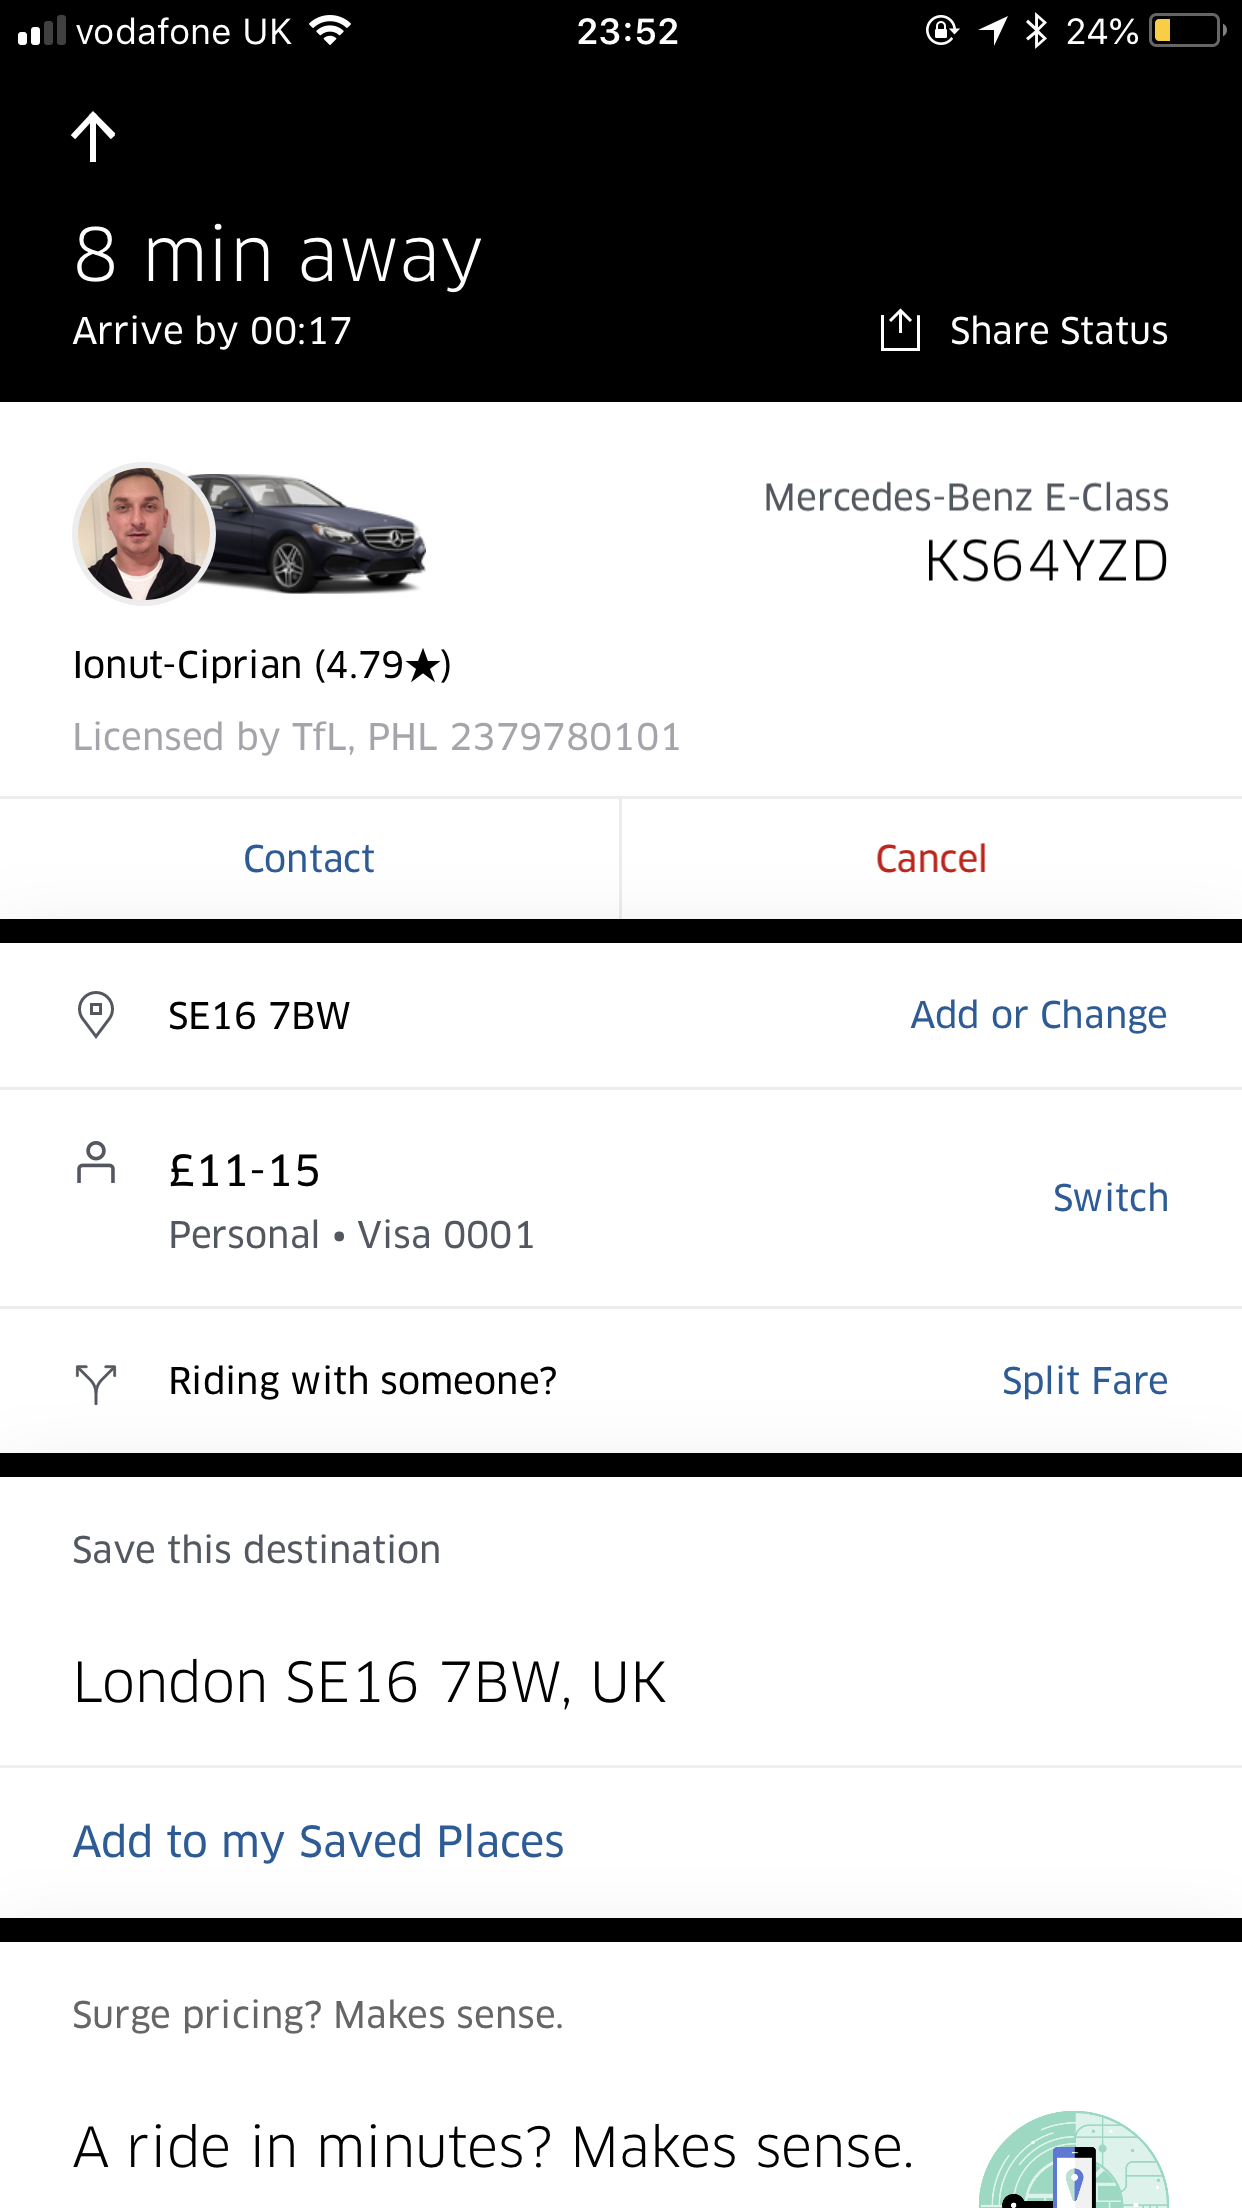 vodafone UK 23:52 24%
8 min away
Arrive by 00:17
Share Status
Mercedes-Benz E-Class
KS64YZD
Ionut-Ciprian (4.79★)
Licensed by TfL, PHL 2379780101
Contact Cancel
SE16 7BW Add or Change
£11-15
Personal • Visa 0001
Switch
Riding with someone? Split Fare
Save this destination
London SE16 7BW, UK
Add to my Saved Places
Surge pricing? Makes sense.
A ride in minutes? Makes sense.